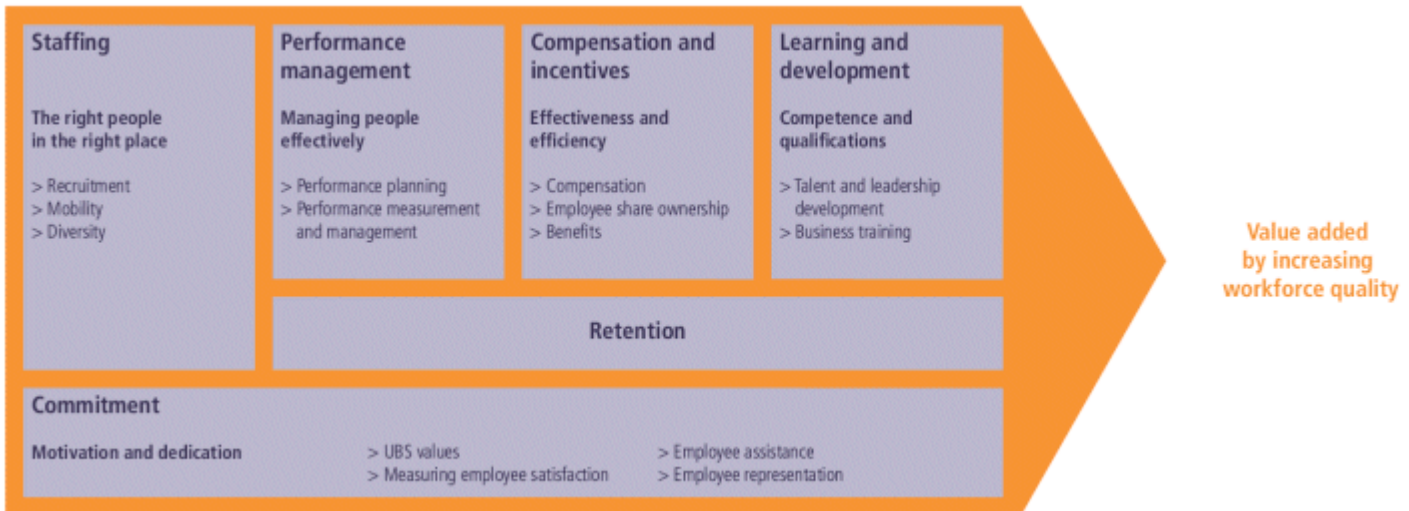 Staffing
The right people
in the right place
> Recruitment
> Mobility
> Diversity
Performance
management
Managing people
effectively
> Performance planning
> Performance measurement
and management
Compensation and
incentives
Effectiveness and
efficiency
> Compensation
> Employee share ownership
> Benefits
Learning and
development
Competence and
qualifications
> Talent and leadership
development
> Business training
Retention
Commitment
Motivation and dedication
> UBS values
> Measuring employee satisfaction
> Employee assistance
> Employee representation
Value added
by increasing
workforce quality